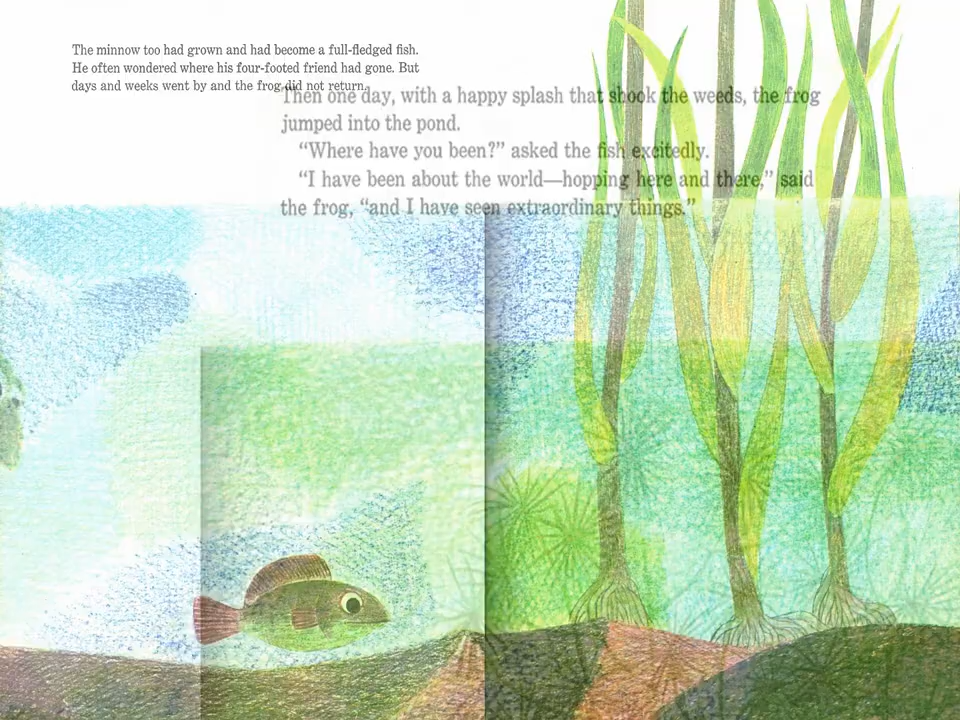 The minnow too had grown and had become a full-fledged fish.
He often wondered where his four-footed friend had gone. But
days and weeks went by and the frog did not return.
Then one day, with a happy splash that shook the weeds, the frog
jumped into the pond.
“Where have you been?” asked the fish excitedly.
“I have been about the world—hopping here and there,” said
the frog, “and I have seen extraordinary things.”